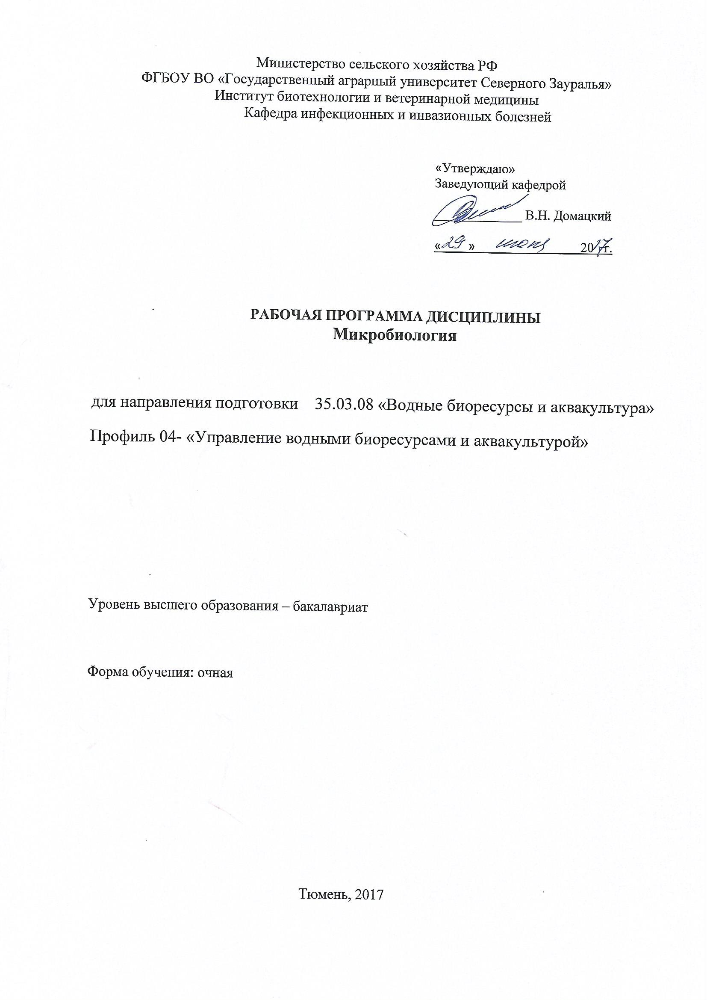 Министерство сельского хозяйства РФ
ФГБОУ ВО «Государственный аграрный университет Северного Зауралья»
Институт биотехнологии и ветеринарной медицины
Кафедра инфекционных и инвазионных болезней
«Утверждаю»
Заведующий кафедрой
В.Н. Домацкий
«29» июня 2017 г.
РАБОЧАЯ ПРОГРАММА ДИСЦИПЛИНЫ
Микробиология
для направления подготовки 35.03.08 «Водные биоресурсы и аквакультура»
Профиль 04- «Управление водными биоресурсами и аквакультурой»
Уровень высшего образования – бакалавриат
Форма обучения: очная
Тюмень, 2017